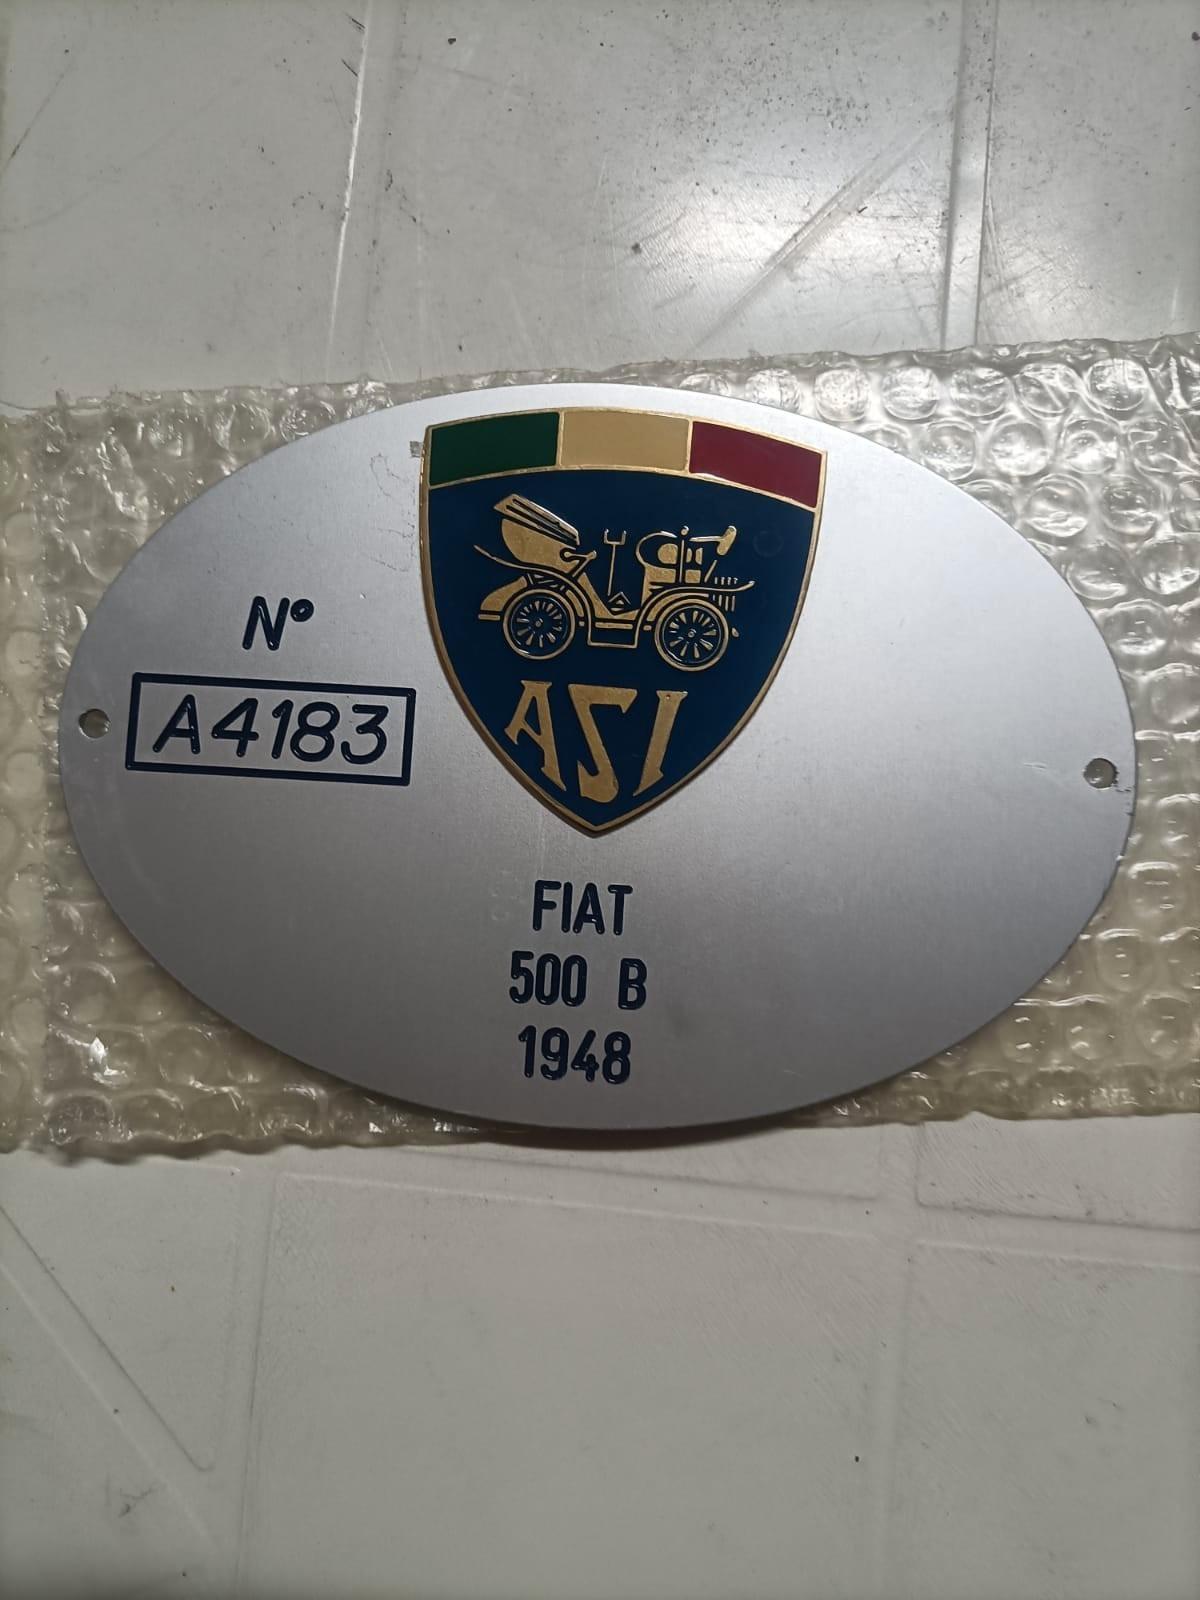 N°
A4183
ASI
FIAT
500 B
1948